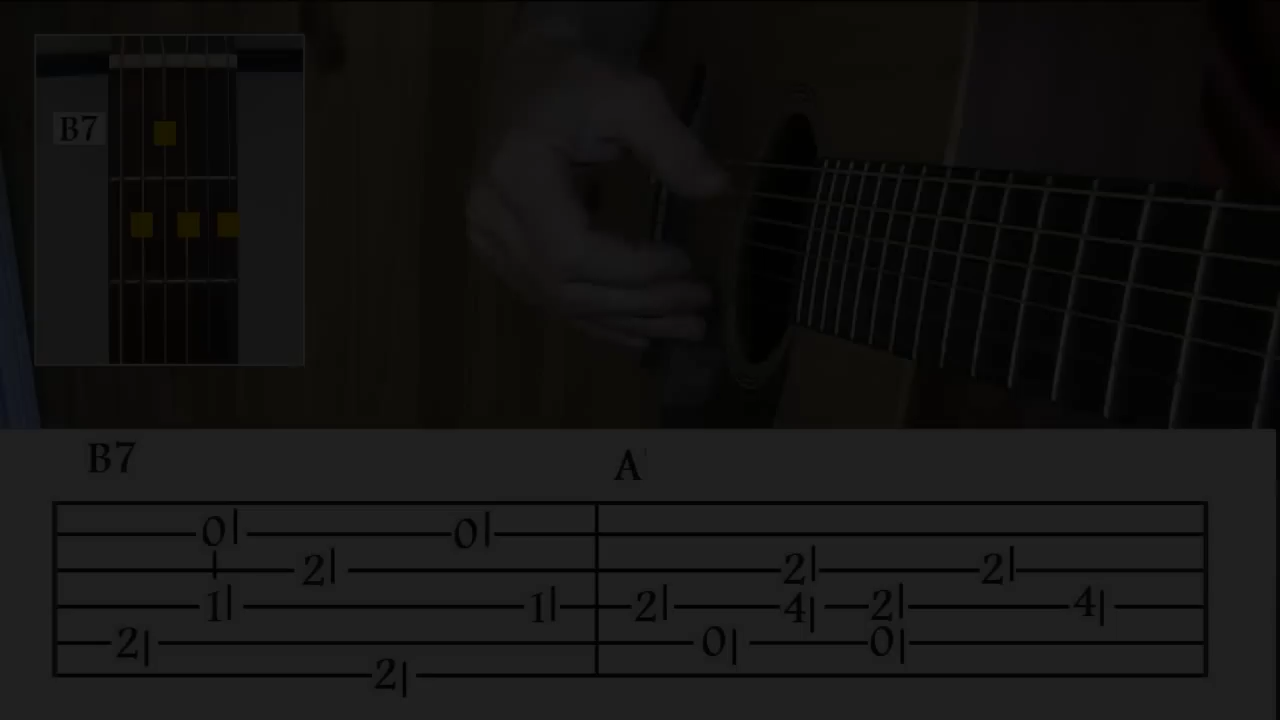 B7
B7 A
0| 0|
2| 2| 2|
1| 1| 2| 4| 2| 4|
2| 0| 0|
2|